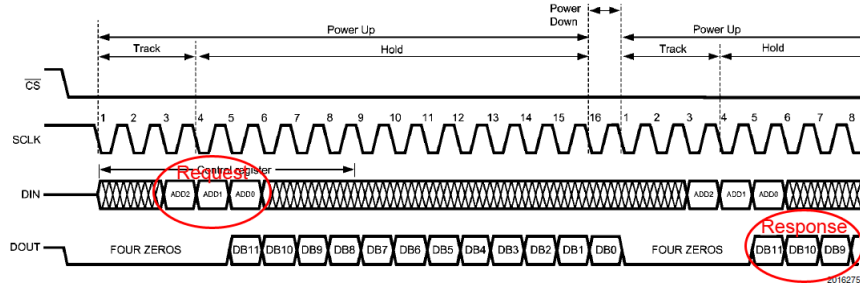 Power
Down
Power Up
Power Up
Track
Hold
Track
Hold
CS
SCLK
1 2 3 4 5 6 7 8 9 10 11 12 13 14 15 16 1 2 3 4 5 6 7 8
Control register
Request
DIN
ADD2 ADD1 ADD0 ADD2 ADD1 ADD0
Response
DOUT
FOUR ZEROS DB11 DB10 DB9 DB8 DB7 DB6 DB5 DB4 DB3 DB2 DB1 DB0 FOUR ZEROS DB11 DB10 DB9
2016275